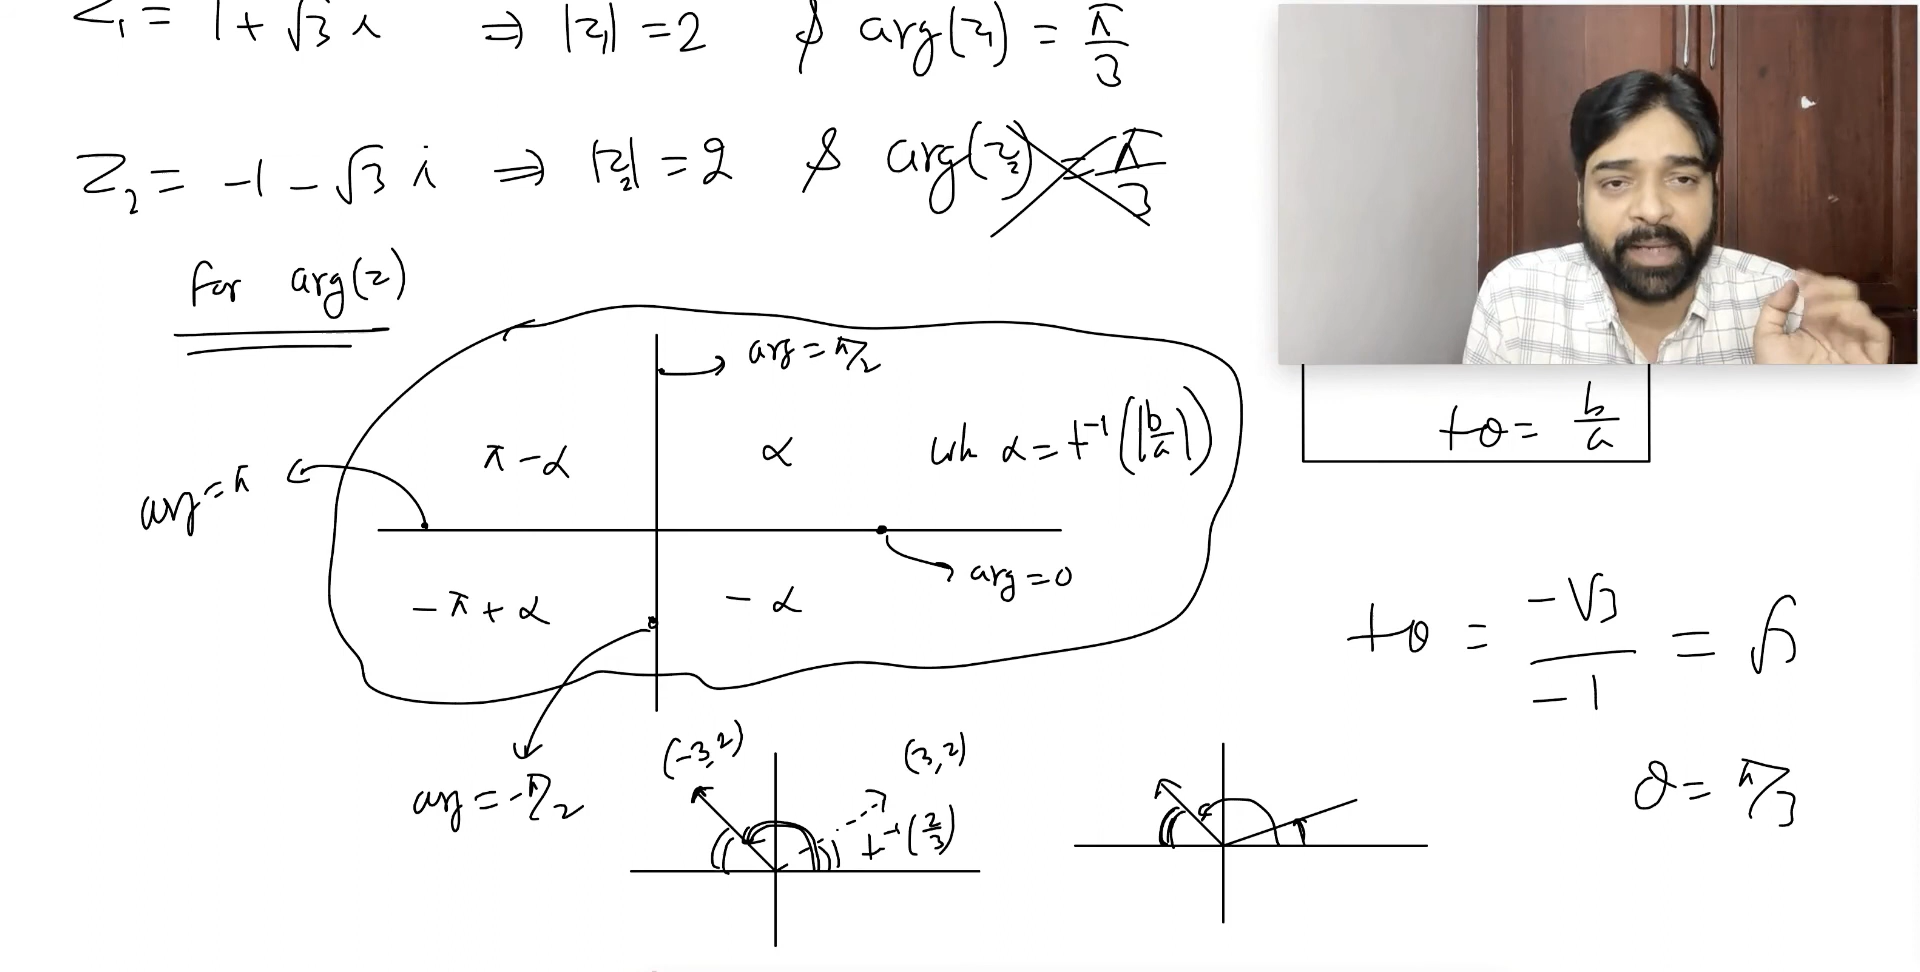 Z₁ = 1 + √3 i ⇒ |z₁| = 2 & arg(z₁) = π/3
Z₂ = -1 - √3 i ⇒ |z₂| = 2 & arg(z₂) = π/3
for arg(z)
arg = π/2
π - α
α
wh α = t⁻¹(|b/a|)
arg = π
- π + α
- α
arg = 0
arg = -π/2
(-3, 2)
(3, 2)
t⁻¹(2/3)
tθ = b/a
tθ = -√3/-1 = √3
θ = π/3